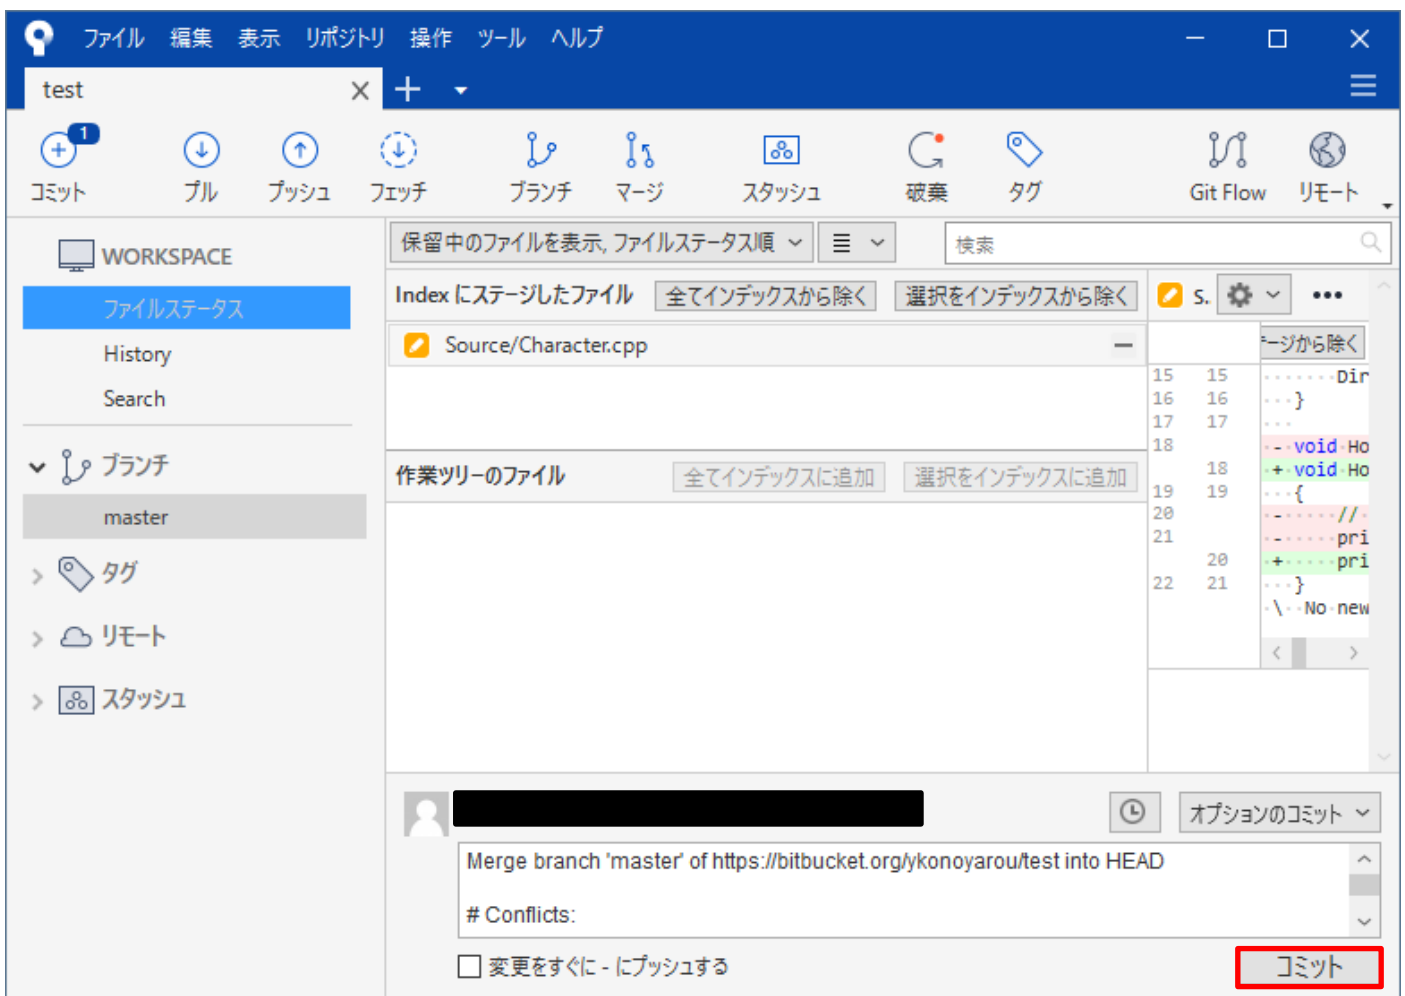 ファイル 編集 表示 リポジトリ 操作 ツール ヘルプ
test
1
コミット プル プッシュ フェッチ ブランチ マージ スタッシュ 破棄 タグ Git Flow リモート
WORKSPACE
ファイルステータス
History
Search
ブランチ
master
タグ
リモート
スタッシュ
保留中のファイルを表示, ファイルステータス順
検索
Index にステージしたファイル 全てインデックスから除く 選択をインデックスから除く
Source/Character.cpp
作業ツリーのファイル 全てインデックスに追加 選択をインデックスに追加
S..
ージから除く
15 15 Dir
16 16 }
17 17
18 - void Ho
18 + void Ho
19 19 {
20 - //
21 - pri
20 + pri
22 21 }
\ No new
オプションのコミット
Merge branch 'master' of https://bitbucket.org/ykonoyarou/test into HEAD
# Conflicts:
変更をすぐに - にプッシュする
コミット